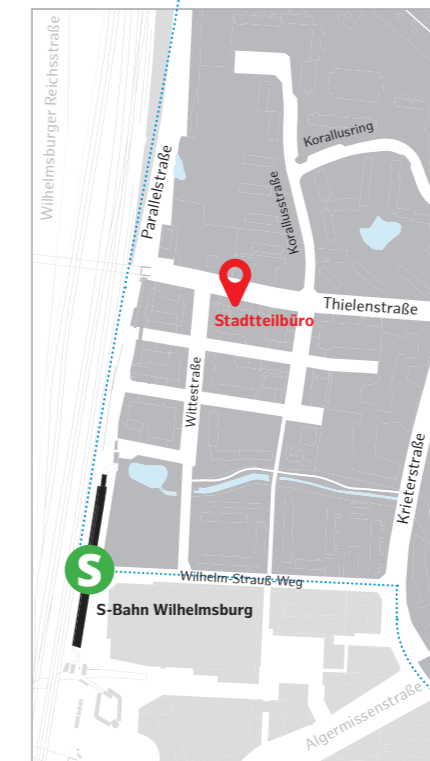 Wilhelmsburger Reichsstraße
Korallusring
Parallelstraße
Korallusstraße
Thielenstraße
Stadtteilbüro
Wittestraße
Krieterstraße
S
Wilhelm-Strauß-Weg
S-Bahn Wilhelmsburg
Algermissenstraße